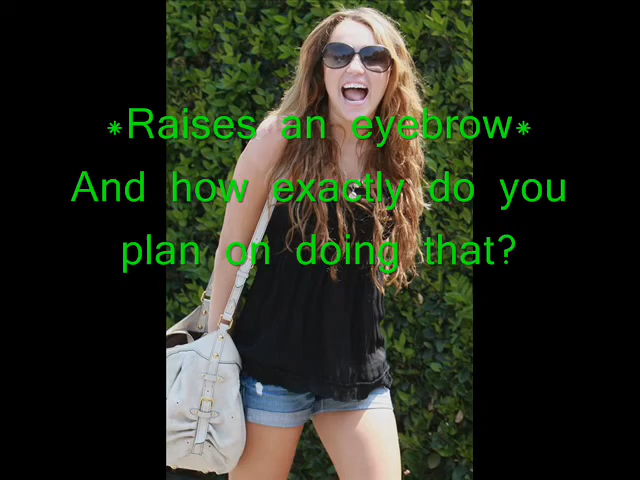 *Raises an eyebrow*
And how exactly do you
plan on doing that?